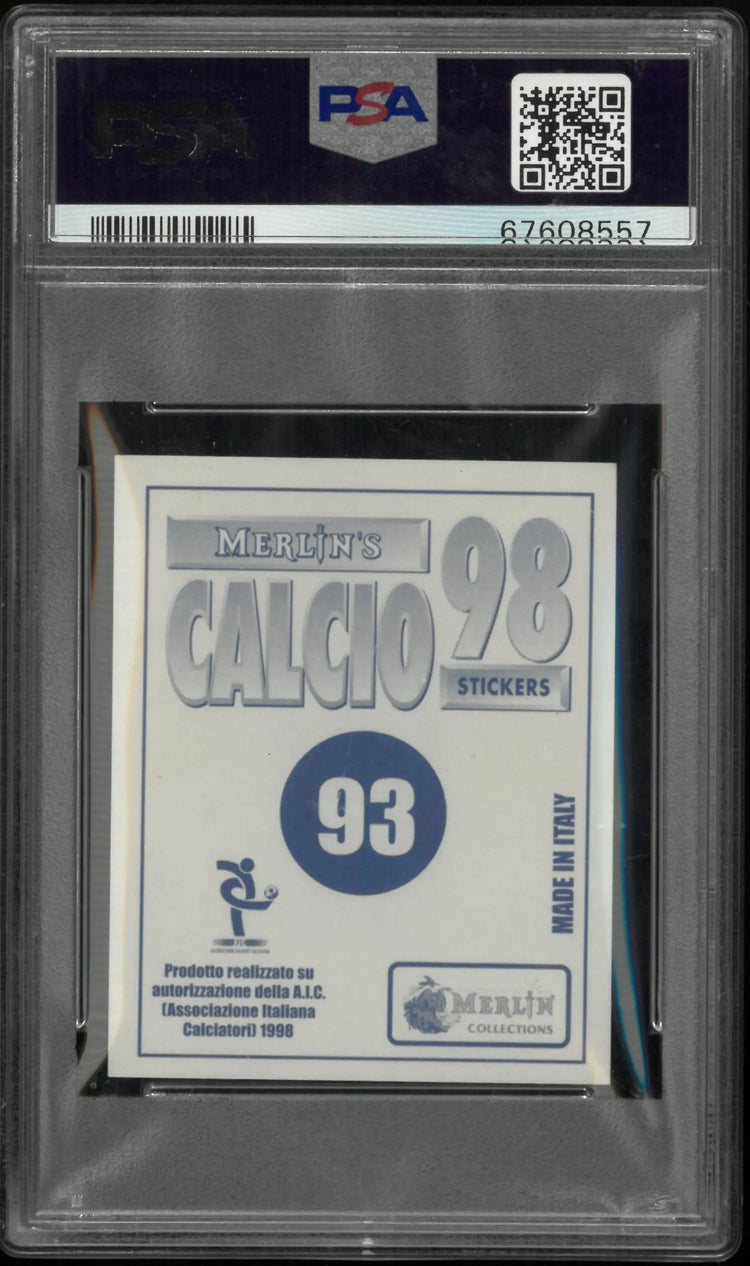 PSA
67608557
MERLIN'S
98
CALCIO
STICKERS
93
MADE IN ITALY
Prodotto realizzato su
autorizzazione della A.I.C.
(Associazione Italiana
Calciatori) 1998
MERLIN
COLLECTIONS